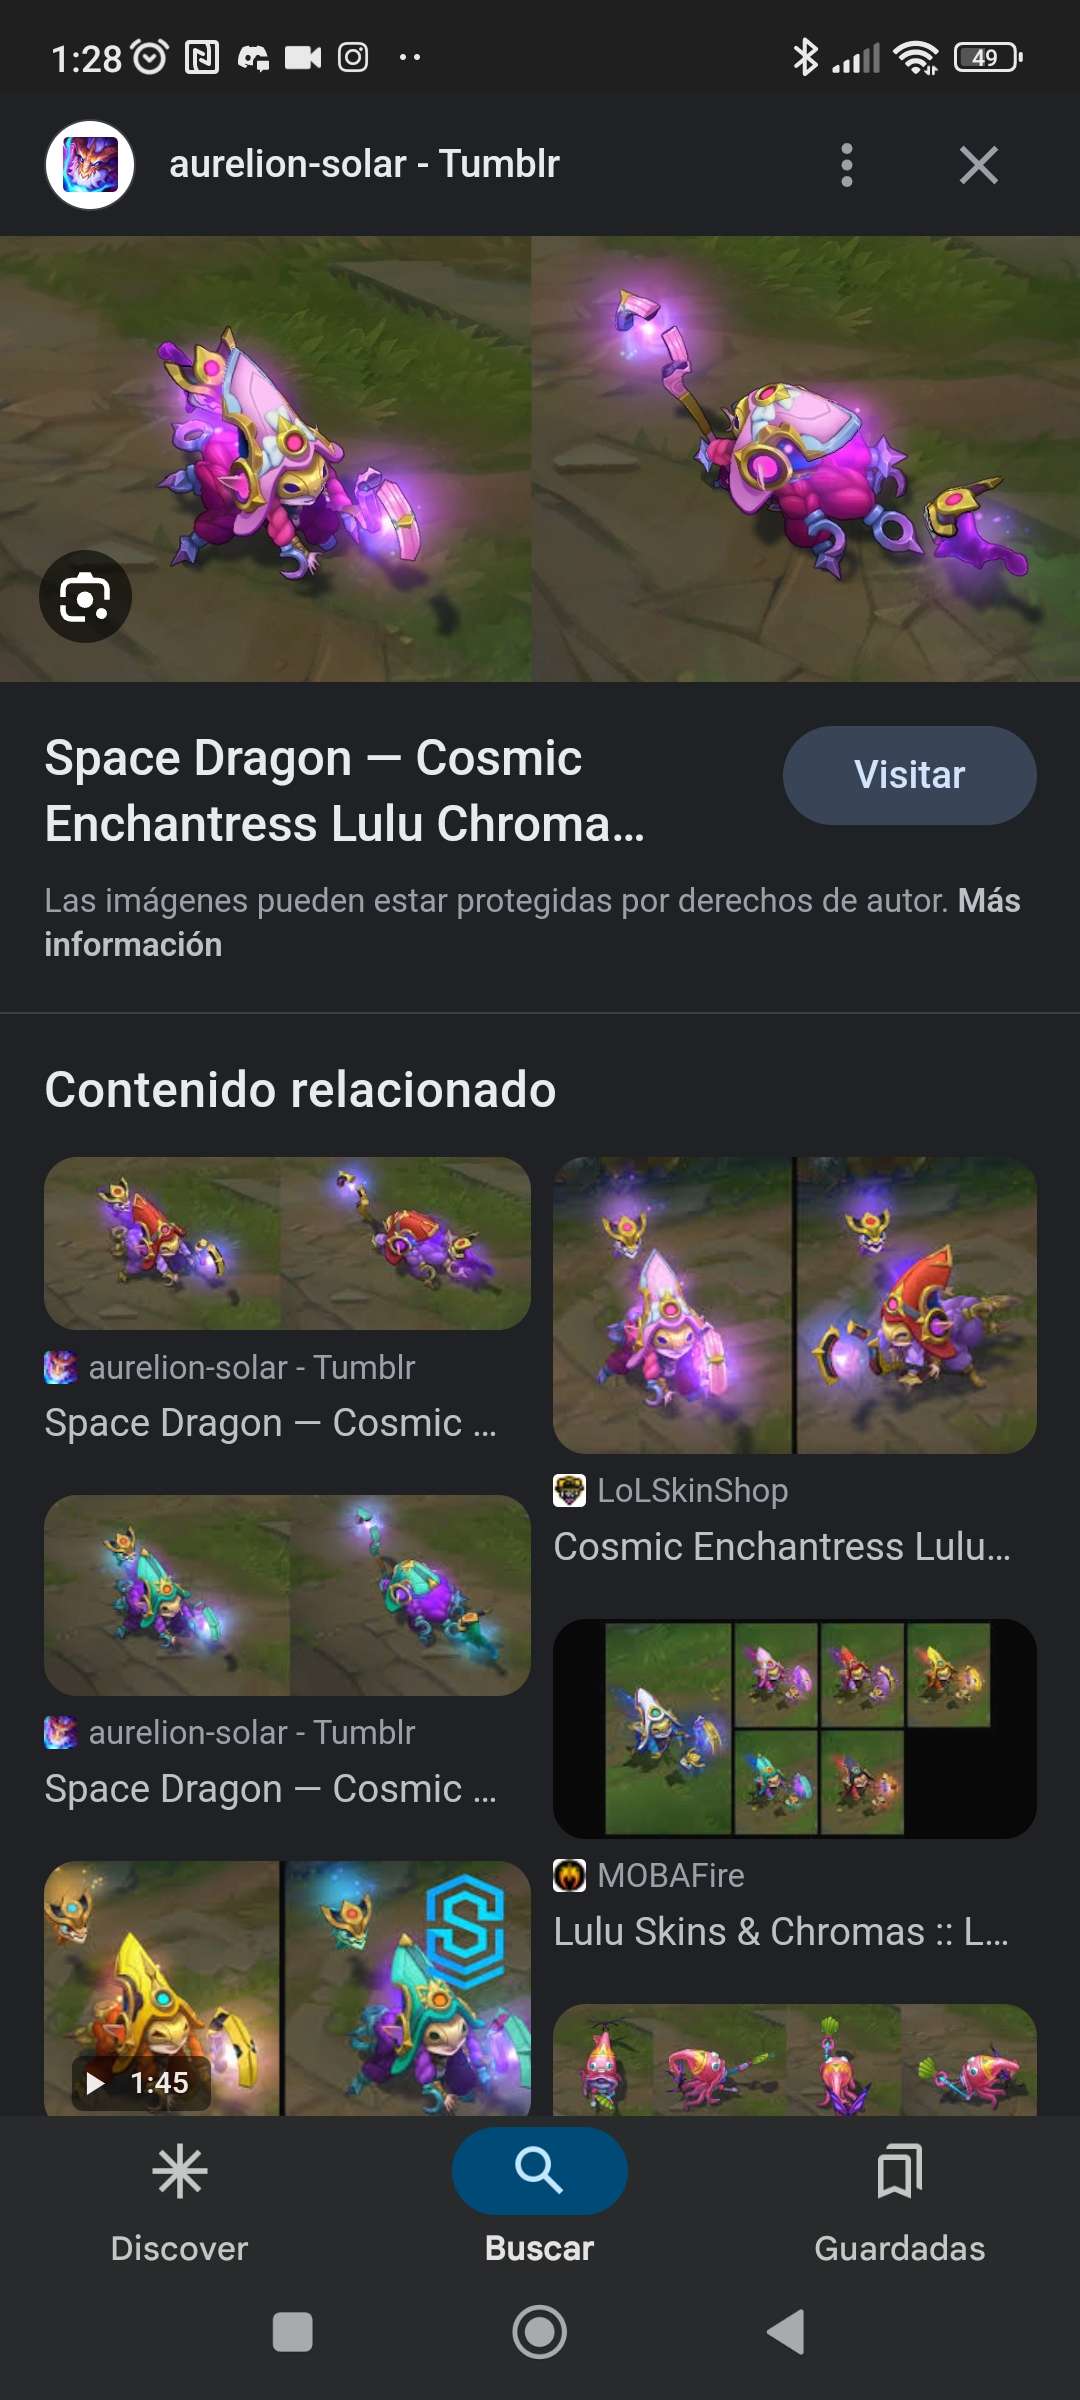 1:28
49
aurelion-solar - Tumblr
Space Dragon — Cosmic
Enchantress Lulu Chroma...
Visitar
Las imágenes pueden estar protegidas por derechos de autor. Más
información
Contenido relacionado
aurelion-solar - Tumblr
Space Dragon — Cosmic ...
LoLSkinShop
Cosmic Enchantress Lulu...
aurelion-solar - Tumblr
Space Dragon — Cosmic ...
MOBAFire
Lulu Skins & Chromas :: L...
1:45
Discover
Buscar
Guardadas